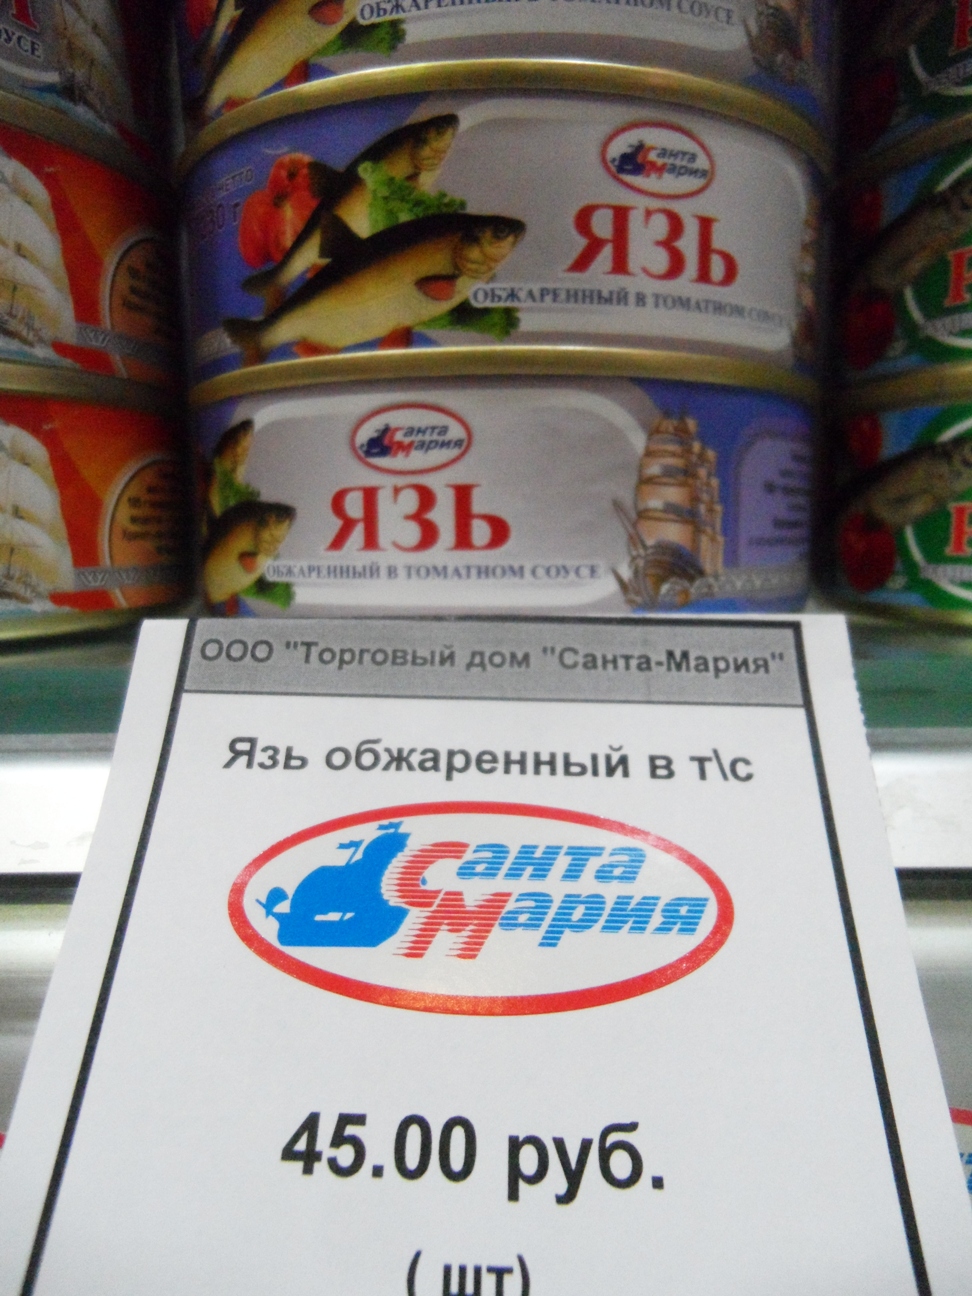 ОБЖАРЕННЫЙ В ТОМАТНОМ СОУСЕ
НЕТТО
Санта
Мария
ЯЗЬ
ОБЖАРЕННЫЙ В ТОМАТНОМ СОУСЕ
Санта
Мария
ЯЗЬ
ОБЖАРЕННЫЙ В ТОМАТНОМ СОУСЕ
ООО "Торговый дом "Санта-Мария"
Язь обжаренный в т\с
Санта
Мария
45.00 руб.
( шт)